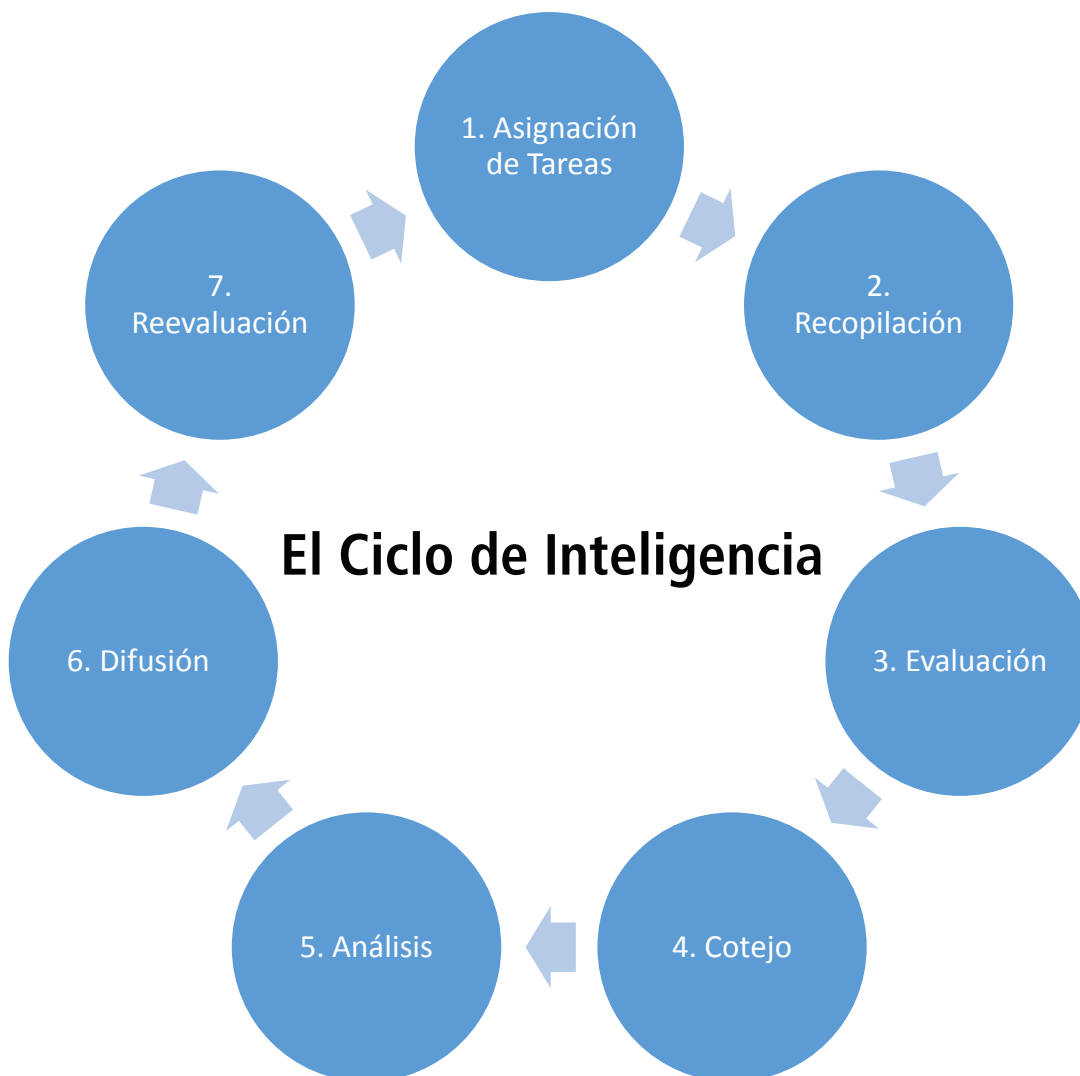 1. Asignación
de Tareas
2.
Recopilación
3. Evaluación
4. Cotejo
5. Análisis
6. Difusión
7.
Reevaluación
El Ciclo de Inteligencia